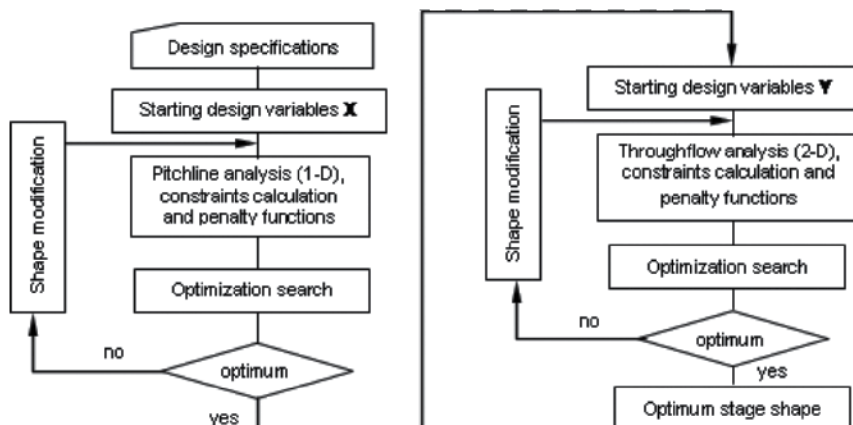 Design specifications
Starting design variables X
Shape modification
Pitchline analysis (1-D),
constraints calculation
and penalty functions
Optimization search
no
optimum
yes
Starting design variables Y
Shape modification
Throughflow analysis (2-D),
constraints calculation and
penalty functions
Optimization search
no
optimum
yes
Optimum stage shape